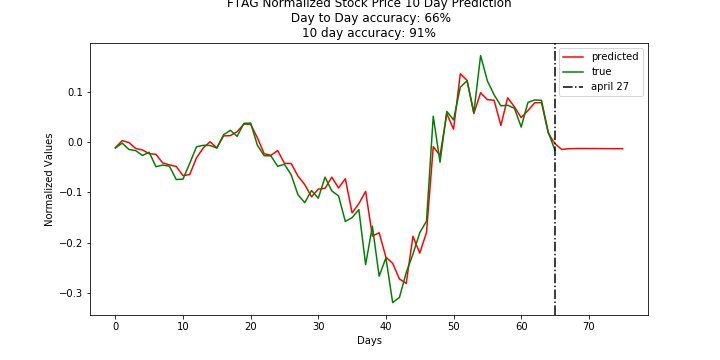 FTAG Normalized Stock Price 10 Day Prediction
Day to Day accuracy: 66%
10 day accuracy: 91%
predicted
true
april 27
Normalized Values
0.1
0.0
−0.1
−0.2
−0.3
0 10 20 30 40 50 60 70
Days